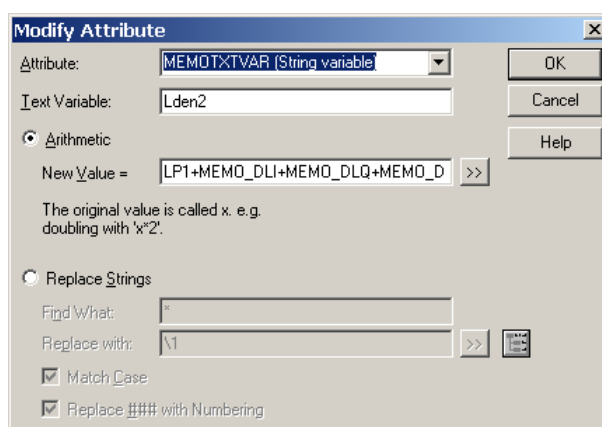 Modify Attribute
Attribute: MEMOTXTVAR (String variable) OK
Text Variable: Lden2 Cancel
Arithmetic Help
New Value = LP1+MEMO_DLI+MEMO_DLQ+MEMO_D >>
The original value is called x. e.g.
doubling with 'x*2'.
Replace Strings
Find What: *
Replace with: \1 >>
Match Case
Replace ### with Numbering